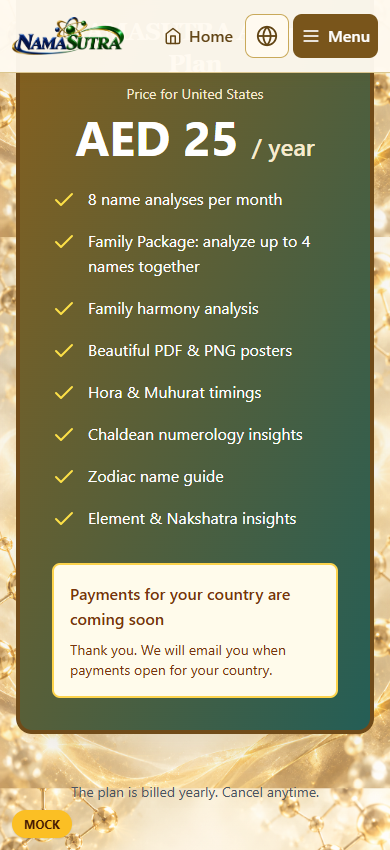 NAMASUTRA
Home
Menu
Plan
Price for United States
AED 25 / year
8 name analyses per month
Family Package: analyze up to 4
names together
Family harmony analysis
Beautiful PDF & PNG posters
Hora & Muhurat timings
Chaldean numerology insights
Zodiac name guide
Element & Nakshatra insights
Payments for your country are
coming soon
Thank you. We will email you when
payments open for your country.
The plan is billed yearly. Cancel anytime.
MOCK